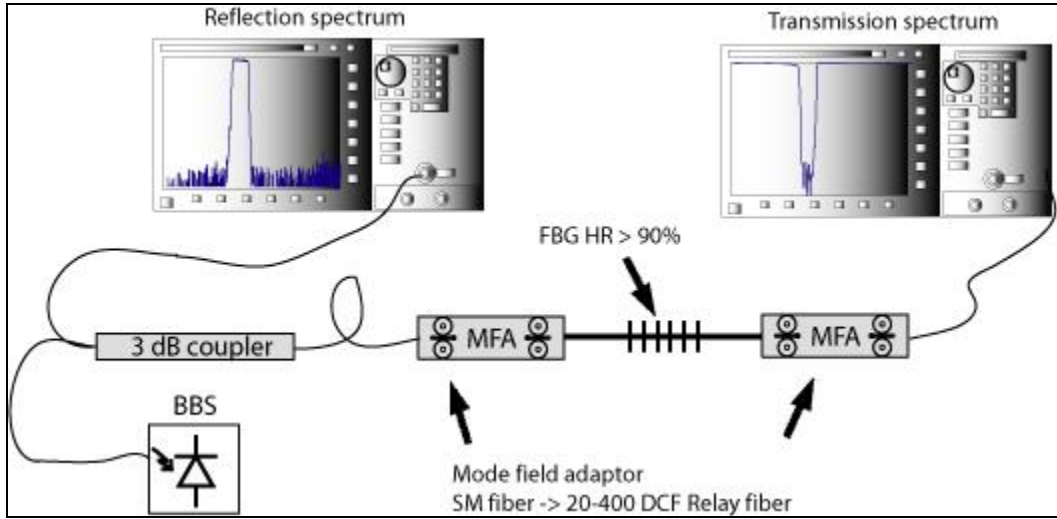 Reflection spectrum
Transmission spectrum
FBG HR > 90%
3 dB coupler
MFA
MFA
BBS
Mode field adaptor
SM fiber -> 20-400 DCF Relay fiber